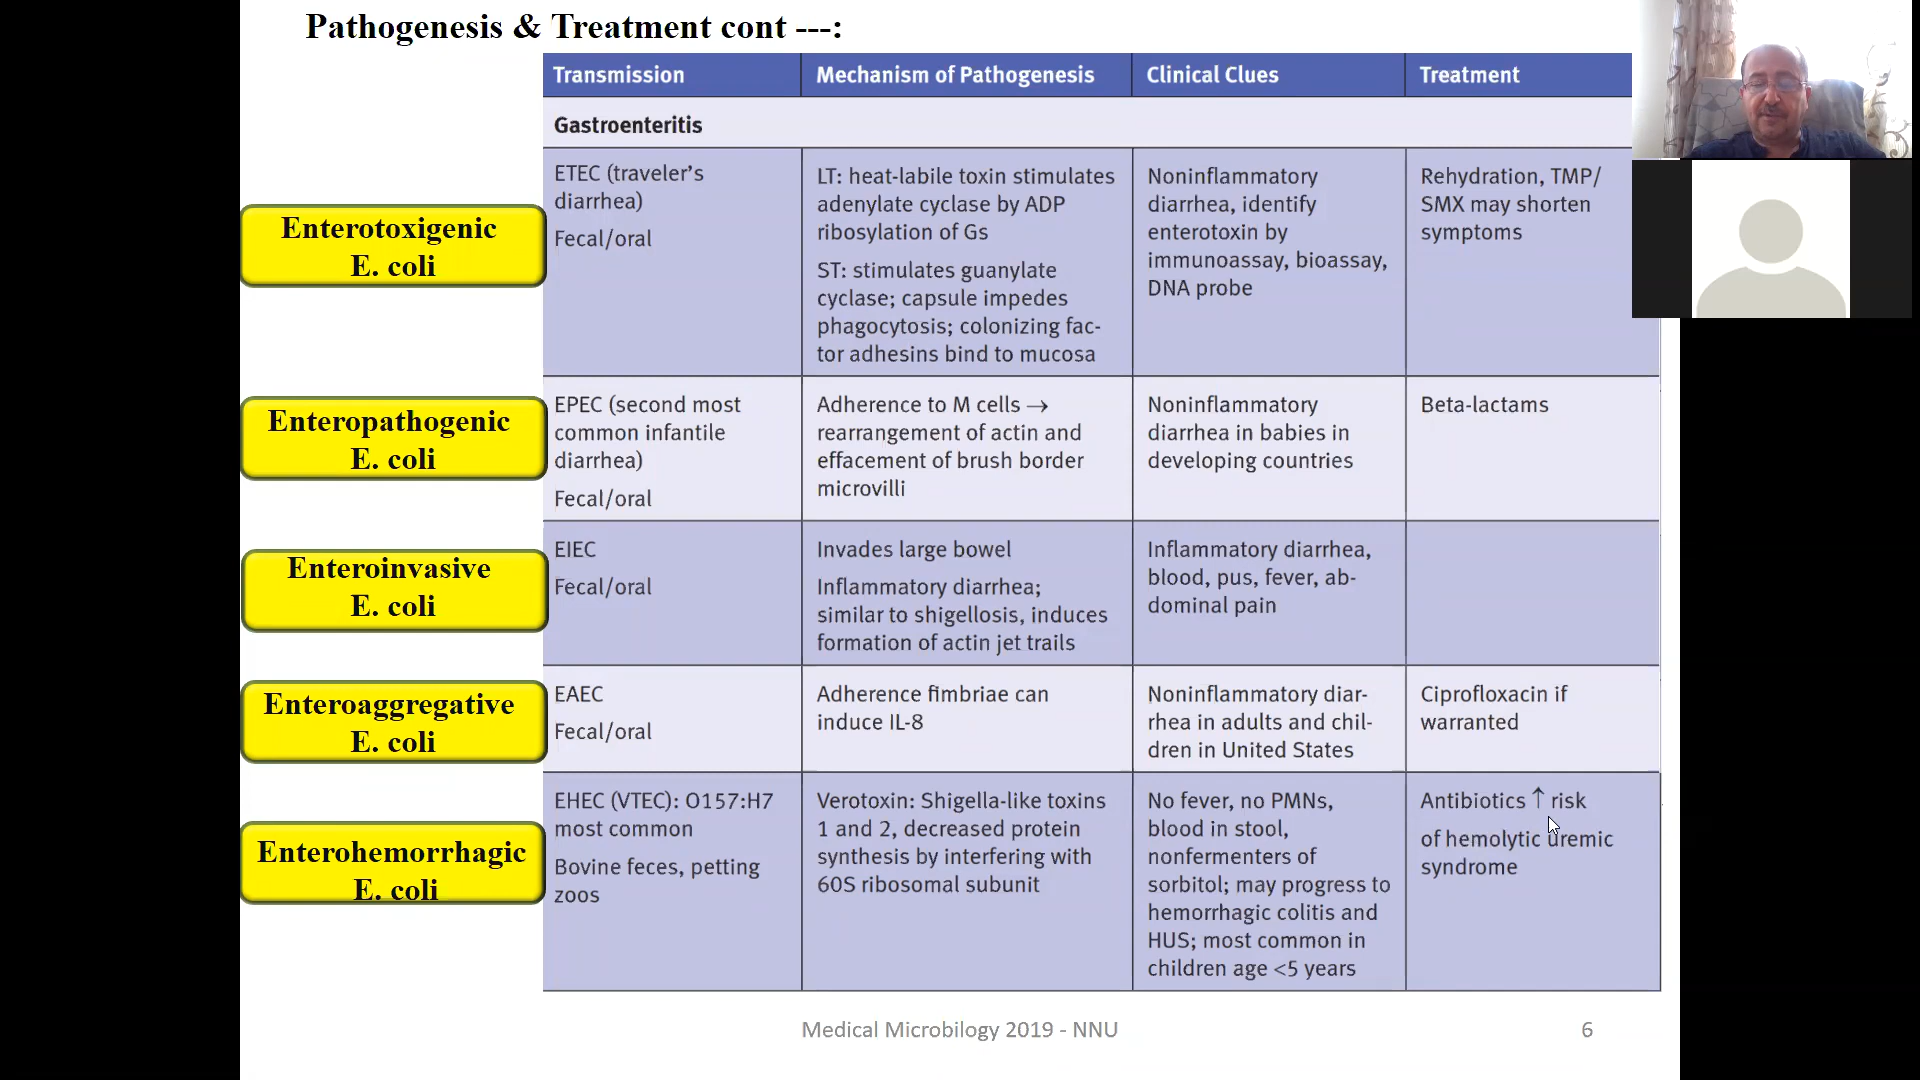 Pathogenesis & Treatment cont ---:
Transmission
Mechanism of Pathogenesis
Clinical Clues
Treatment
Gastroenteritis
Enterotoxigenic
E. coli
ETEC (traveler’s
diarrhea)
Fecal/oral
LT: heat-labile toxin stimulates
adenylate cyclase by ADP
ribosylation of Gs
ST: stimulates guanylate
cyclase; capsule impedes
phagocytosis; colonizing fac-
tor adhesins bind to mucosa
Noninflammatory
diarrhea, identify
enterotoxin by
immunoassay, bioassay,
DNA probe
Rehydration, TMP/
SMX may shorten
symptoms
Enteropathogenic
E. coli
EPEC (second most
common infantile
diarrhea)
Fecal/oral
Adherence to M cells →
rearrangement of actin and
effacement of brush border
microvilli
Noninflammatory
diarrhea in babies in
developing countries
Beta-lactams
Enteroinvasive
E. coli
EIEC
Fecal/oral
Invades large bowel
Inflammatory diarrhea;
similar to shigellosis, induces
formation of actin jet trails
Inflammatory diarrhea,
blood, pus, fever, ab-
dominal pain
Enteroaggregative
E. coli
EAEC
Fecal/oral
Adherence fimbriae can
induce IL-8
Noninflammatory diar-
rhea in adults and chil-
dren in United States
Ciprofloxacin if
warranted
Enterohemorrhagic
E. coli
EHEC (VTEC): O157:H7
most common
Bovine feces, petting
zoos
Verotoxin: Shigella-like toxins
1 and 2, decreased protein
synthesis by interfering with
60S ribosomal subunit
No fever, no PMNs,
blood in stool,
nonfermenters of
sorbitol; may progress to
hemorrhagic colitis and
HUS; most common in
children age <5 years
Antibiotics ↑ risk
of hemolytic uremic
syndrome
Medical Microbilogy 2019 - NNU
6